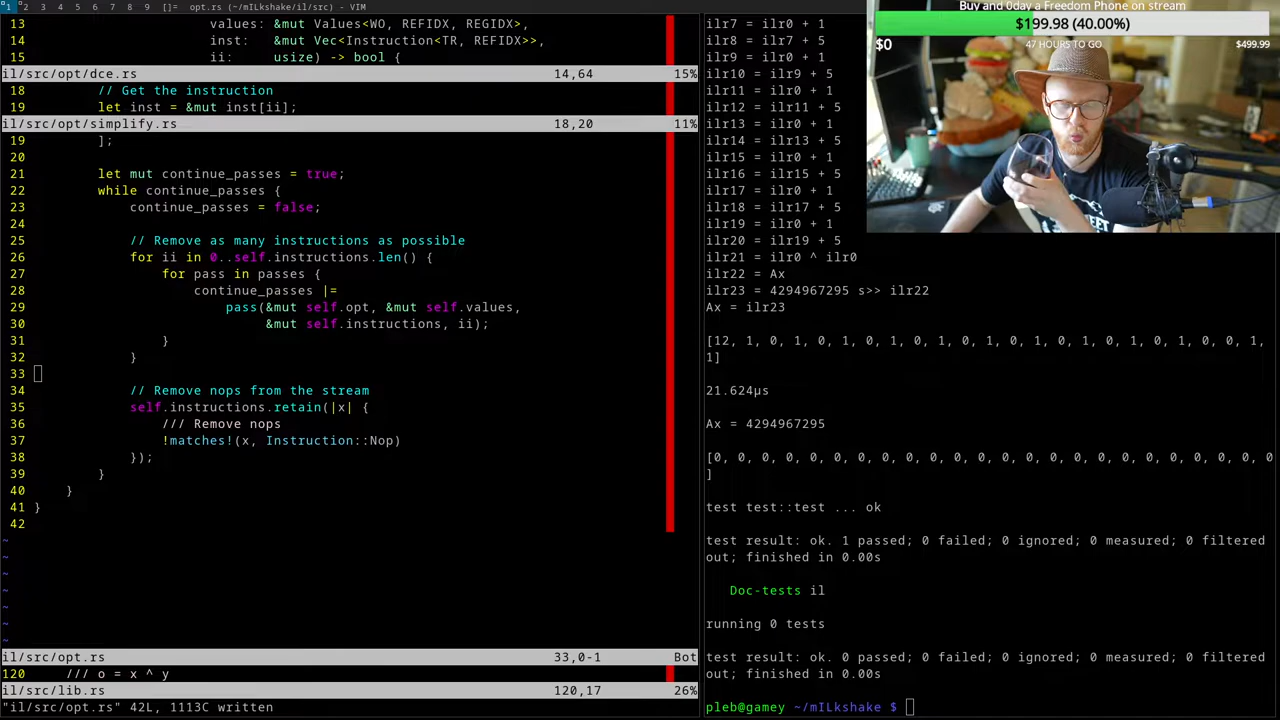 1 2 3 4 5 6 7 8 9 []= opt.rs (~/mILkshake/il/src) - VIM
13 values: &mut Values<WO, REFIDX, REGIDX>,
14 inst: &mut Vec<Instruction<TR, REFIDX>>,
15 ii: usize) -> bool {
il/src/opt/dce.rs 14,64 15%
18 // Get the instruction
19 let inst = &mut inst[ii];
il/src/opt/simplify.rs 18,20 11%
19 ];
20
21 let mut continue_passes = true;
22 while continue_passes {
23 continue_passes = false;
24
25 // Remove as many instructions as possible
26 for ii in 0..self.instructions.len() {
27 for pass in passes {
28 continue_passes |=
29 pass(&mut self.opt, &mut self.values,
30 &mut self.instructions, ii);
31 }
32 }
33
34 // Remove nops from the stream
35 self.instructions.retain(|x| {
36 /// Remove nops
37 !matches!(x, Instruction::Nop)
38 });
39 }
40 }
41 }
42
~
~
~
~
~
~
~
il/src/opt.rs 33,0-1 Bot
120 /// o = x ^ y
il/src/lib.rs 120,17 26%
"il/src/opt.rs" 42L, 1113C written
ilr7 = ilr0 + 1
ilr8 = ilr7 + 5
ilr9 = ilr0 + 1
ilr10 = ilr9 + 5
ilr11 = ilr0 + 1
ilr12 = ilr11 + 5
ilr13 = ilr0 + 1
ilr14 = ilr13 + 5
ilr15 = ilr0 + 1
ilr16 = ilr15 + 5
ilr17 = ilr0 + 1
ilr18 = ilr17 + 5
ilr19 = ilr0 + 1
ilr20 = ilr19 + 5
ilr21 = ilr0 ^ ilr0
ilr22 = Ax
ilr23 = 4294967295 s>> ilr22
Ax = ilr23
[12, 1, 0, 1, 0, 1, 0, 1, 0, 1, 0, 1, 0, 1, 0, 1, 0, 1, 0, 1, 0, 0, 1,
1]
21.624µs
Ax = 4294967295
[0, 0, 0, 0, 0, 0, 0, 0, 0, 0, 0, 0, 0, 0, 0, 0, 0, 0, 0, 0, 0, 0, 0, 0
]
test test::test ... ok
test result: ok. 1 passed; 0 failed; 0 ignored; 0 measured; 0 filtered
out; finished in 0.00s
Doc-tests il
running 0 tests
test result: ok. 0 passed; 0 failed; 0 ignored; 0 measured; 0 filtered
out; finished in 0.00s
pleb@gamey ~/mILkshake $
Buy and 0day a Freedom Phone on stream
$199.98 (40.00%)
$0 47 HOURS TO GO $499.99